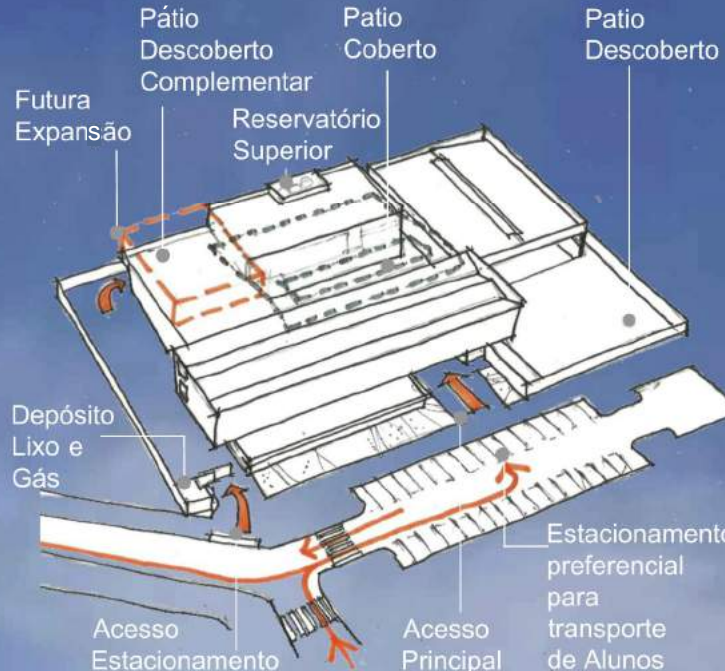 Pátio
Descoberto
Complementar
Patio
Coberto
Patio
Descoberto
Futura
Expansão
Reservatório
Superior
Depósito
Lixo e
Gás
Acesso
Estacionamento
Acesso
Principal
Estacionamento
preferencial
para
transporte
de Alunos